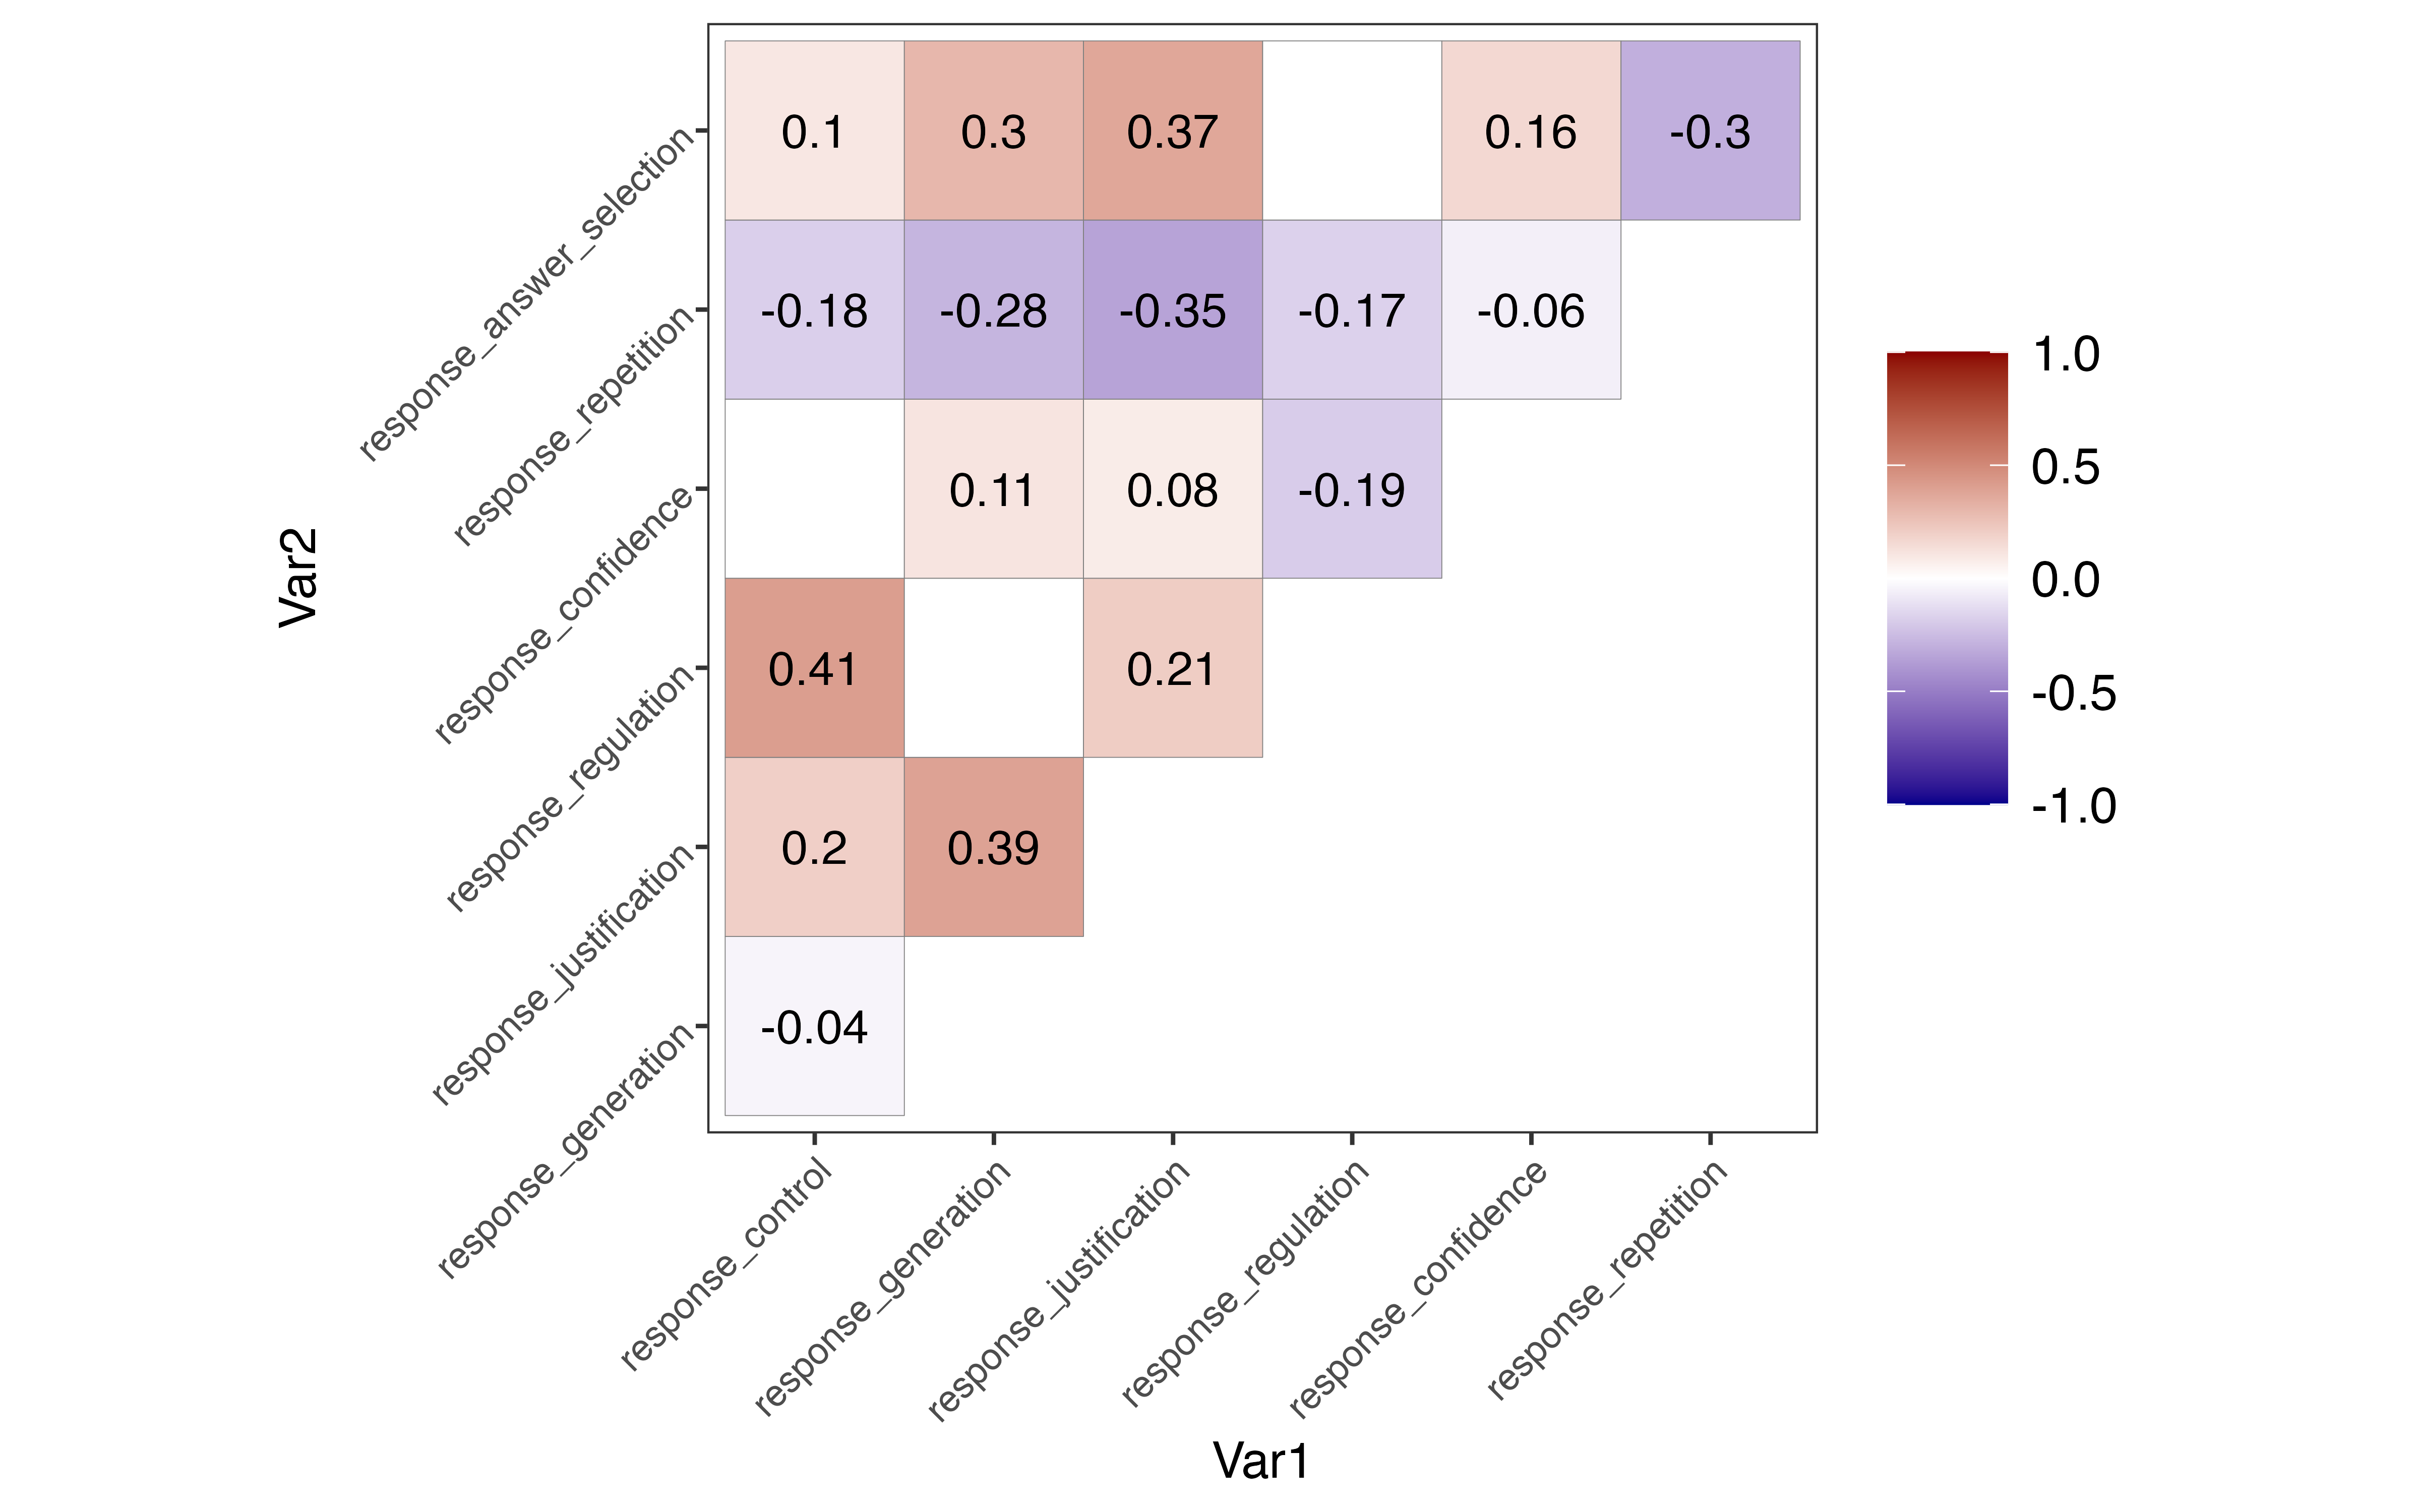 0.1 0.3 0.37 0.16 -0.3
-0.18 -0.28 -0.35 -0.17 -0.06
0.11 0.08 -0.19
0.41 0.21
0.2 0.39
-0.04
response_answer_selection
response_repetition
response_confidence
response_regulation
response_justification
response_generation
Var2
response_control
response_generation
response_justification
response_regulation
response_confidence
response_repetition
Var1
1.0
0.5
0.0
-0.5
-1.0